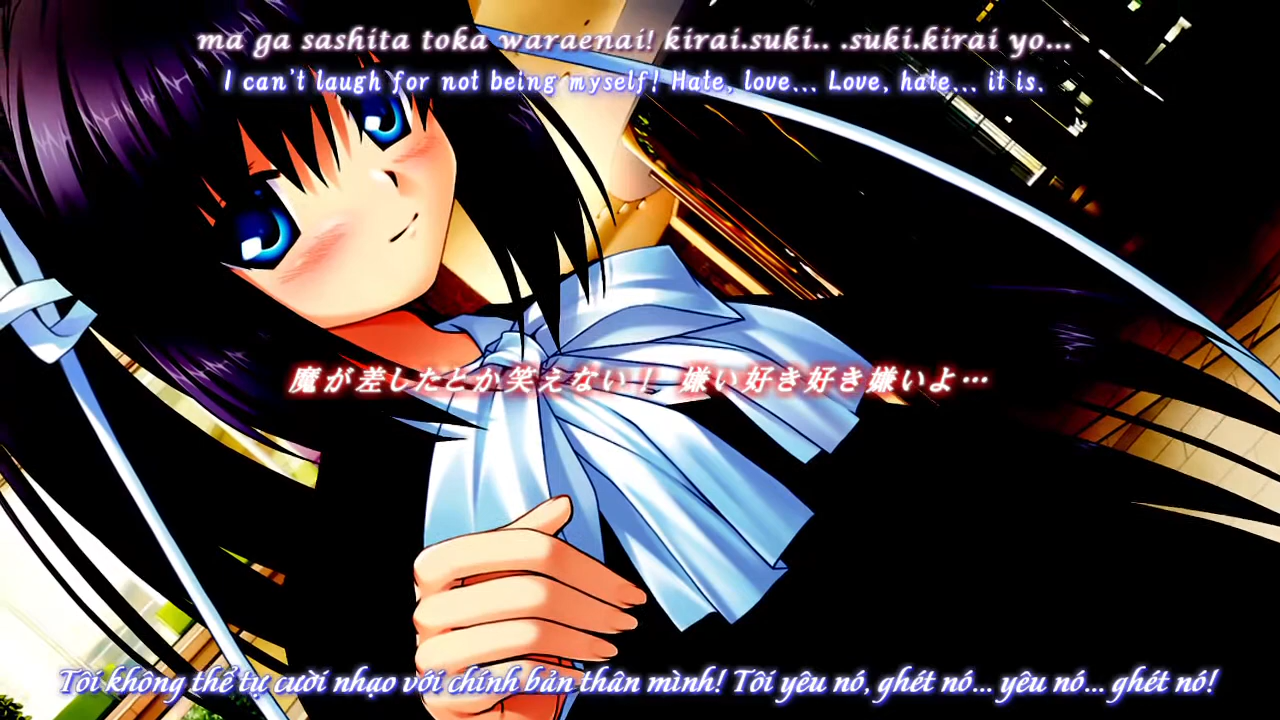 ma ga sashita toka waraenai! kirai.suki.. .suki.kirai yo...
I can't laugh for not being myself! Hate, love... Love, hate... it is.
魔が差したとか笑えない！ 嫌い好き好き嫌いよ…
Tôi không thể tự cười nhạo với chính bản thân mình! Tôi yêu nó, ghét nó... yêu nó... ghét nó!